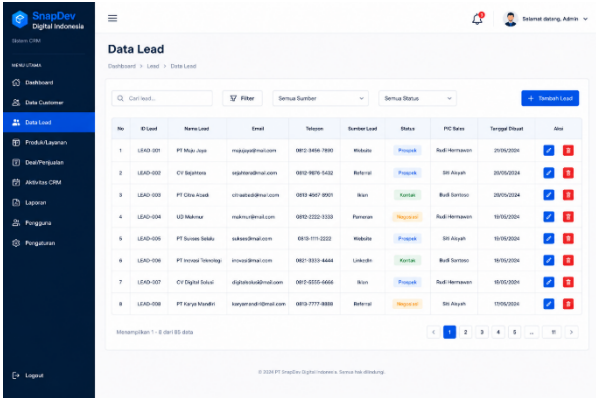 SnapDev
Digital Indonesia
Sistem CRM
MENU UTAMA
Dashboard
Data Customer
Data Lead
Produk/Layanan
Deal/Penjualan
Aktivitas CRM
Laporan
Pengguna
Pengaturan
Logout
Selamat datang, Admin
Data Lead
Dashboard > Lead > Data Lead
Cari lead...
Filter
Semua Sumber
Semua Status
+ Tambah Lead
No ID Lead Nama Lead Email Telepon Sumber Lead Status PIC Sales Tanggal Dibuat Aksi
1 LEAD-001 PT Maju Jaya majujaya@mail.com 0812-3456-7890 Website Prospek Rudi Hermawan 21/05/2024
2 LEAD-002 CV Sejahtera sejahtera@mail.com 0812-9876-5432 Referral Prospek Siti Aisyah 20/05/2024
3 LEAD-003 PT Citra Abadi citraabadi@mail.com 0813-4567-8901 Iklan Kontak Budi Santoso 20/05/2024
4 LEAD-004 UD Makmur makmur@mail.com 0812-2222-3333 Pameran Negosiasi Rudi Hermawan 19/05/2024
5 LEAD-005 PT Sukses Selalu sukses@mail.com 0813-1111-2222 Website Prospek Siti Aisyah 19/05/2024
6 LEAD-006 PT Inovasi Teknologi inovasi@mail.com 0821-3333-4444 LinkedIn Kontak Budi Santoso 18/05/2024
7 LEAD-007 CV Digital Solusi digitalsolusi@mail.com 0812-5555-6666 Iklan Prospek Rudi Hermawan 18/05/2024
8 LEAD-008 PT Karya Mandiri karyamandiri@mail.com 0813-7777-8888 Referral Negosiasi Siti Aisyah 17/05/2024
Menampilkan 1 - 8 dari 85 data
< 1 2 3 4 5 ... 11 >
© 2024 PT SnapDev Digital Indonesia. Semua hak dilindungi.